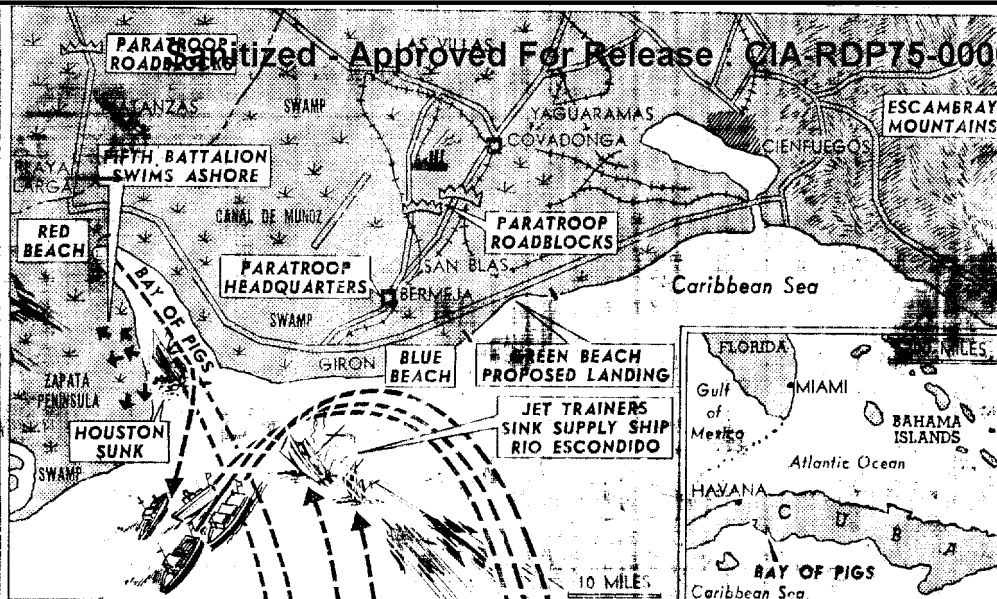 PARATROOP
ROADBLOCKS
Sanitized - Approved For Release : CIA-RDP75-000
LAS VILLAS
MATANZAS
SWAMP
YAGUARAMAS
COVADONGA
CIENFUEGOS
ESCAMBRAY
MOUNTAINS
PLAYA
LARGA
FIFTH BATTALION
SWIMS ASHORE
CANAL DE MUÑOZ
RED
BEACH
PARATROOP
ROADBLOCKS
PARATROOP
HEADQUARTERS
SAN BLAS
BERMEJA
BAY OF PIGS
SWAMP
Caribbean Sea
GIRON
BLUE
BEACH
GREEN BEACH
PROPOSED LANDING
ZAPATA
PENINSULA
HOUSTON
SUNK
SWAMP
JET TRAINERS
SINK SUPPLY SHIP
RIO ESCONDIDO
10 MILES
MILES
FLORIDA
MIAMI
Gulf
of
Mexico
BAHAMA
ISLANDS
Atlantic Ocean
HAVANA
C U B A
BAY OF PIGS
Caribbean Sea